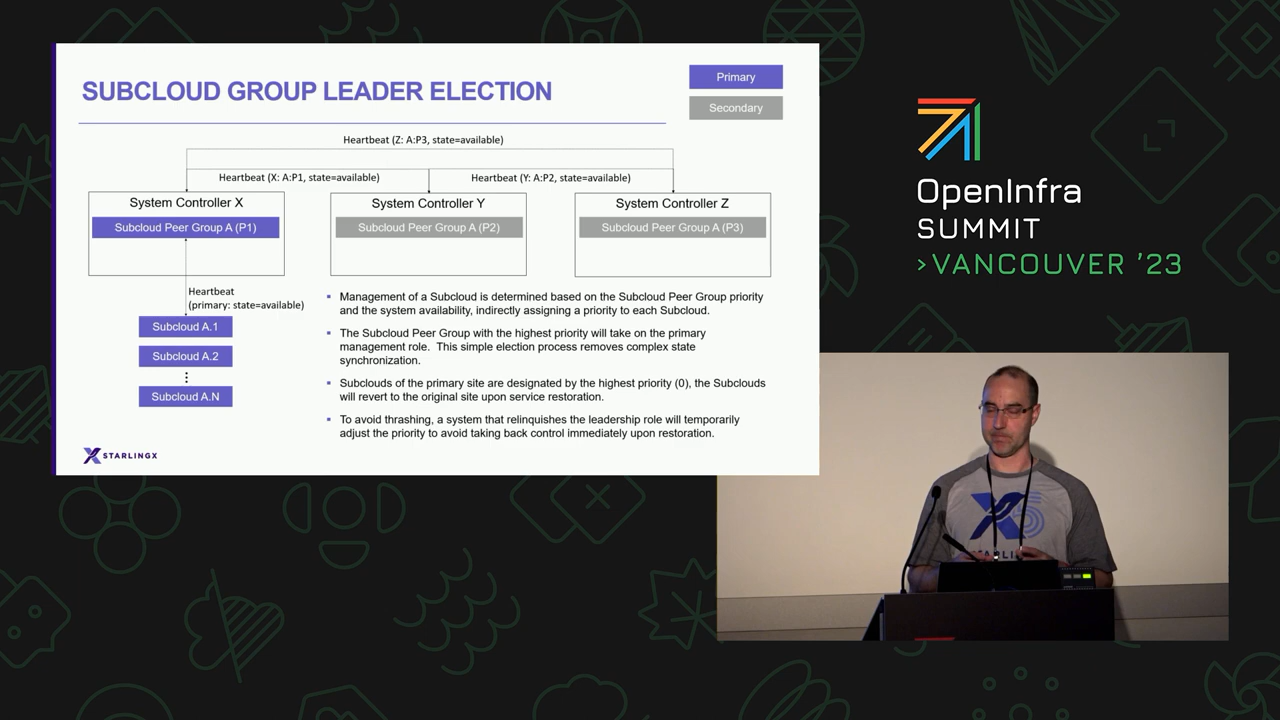 SUBCLOUD GROUP LEADER ELECTION
Primary
Secondary
Heartbeat (Z: A:P3, state=available)
Heartbeat (X: A:P1, state=available)
Heartbeat (Y: A:P2, state=available)
System Controller X
Subcloud Peer Group A (P1)
System Controller Y
Subcloud Peer Group A (P2)
System Controller Z
Subcloud Peer Group A (P3)
Heartbeat
(primary: state=available)
Subcloud A.1
Subcloud A.2
Subcloud A.N
▪ Management of a Subcloud is determined based on the Subcloud Peer Group priority
and the system availability, indirectly assigning a priority to each Subcloud.
▪ The Subcloud Peer Group with the highest priority will take on the primary
management role.  This simple election process removes complex state
synchronization.
▪ Subclouds of the primary site are designated by the highest priority (0), the Subclouds
will revert to the original site upon service restoration.
▪ To avoid thrashing, a system that relinquishes the leadership role will temporarily
adjust the priority to avoid taking back control immediately upon restoration.
STARLINGX
OpenInfra
SUMMIT
>VANCOUVER '23